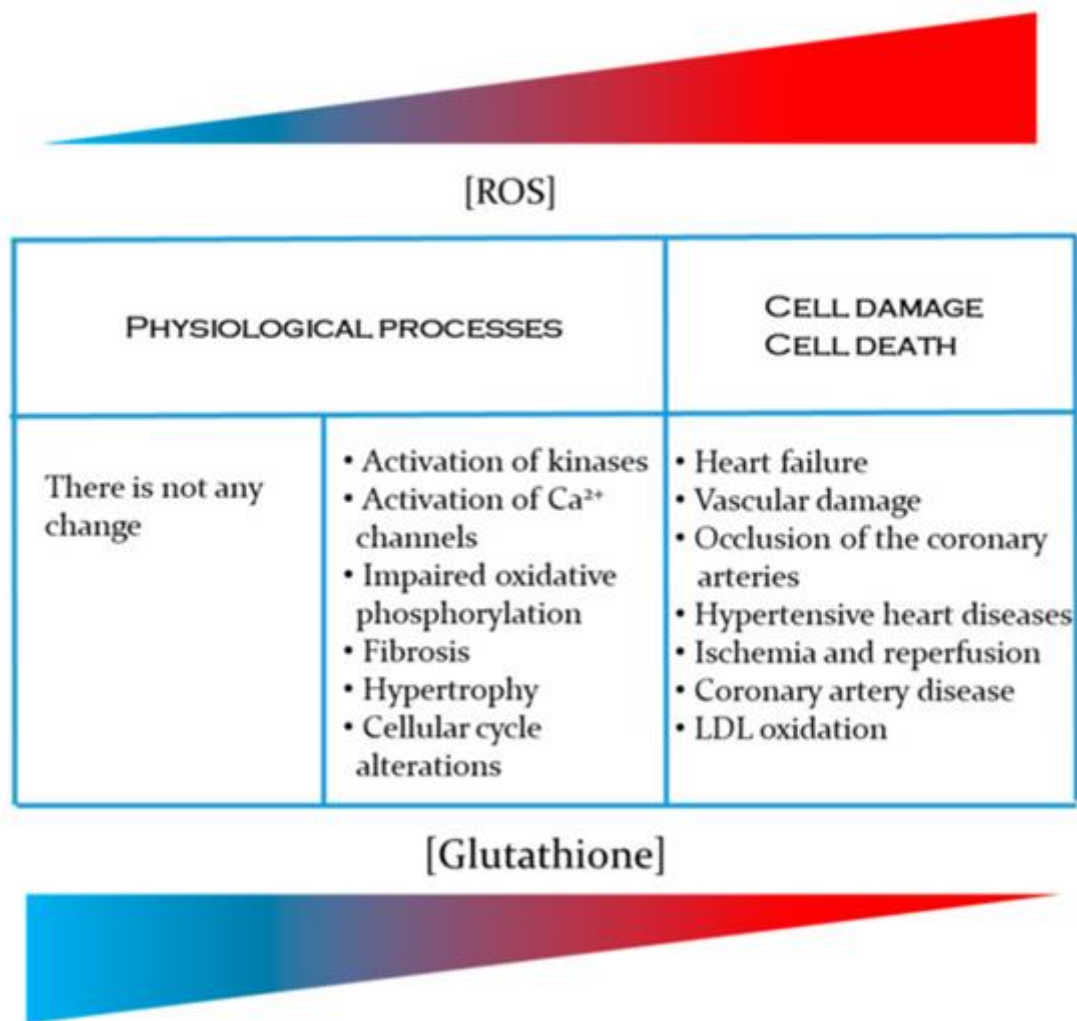 [ROS]
PHYSIOLOGICAL PROCESSES
CELL DAMAGE
CELL DEATH
There is not any
change
• Activation of kinases
• Activation of Ca²⁺
channels
• Impaired oxidative
phosphorylation
• Fibrosis
• Hypertrophy
• Cellular cycle
alterations
• Heart failure
• Vascular damage
• Occlusion of the coronary
arteries
• Hypertensive heart diseases
• Ischemia and reperfusion
• Coronary artery disease
• LDL oxidation
[Glutathione]